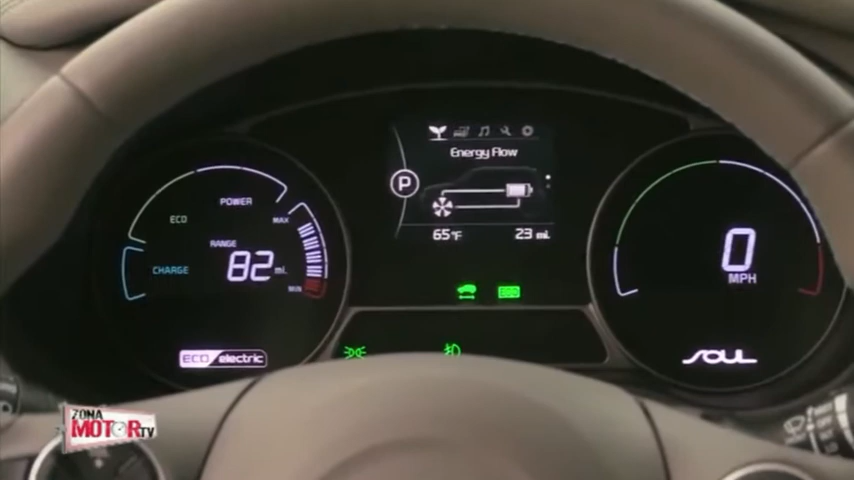 Energy Flow
P
65°F
23 mi.
POWER
ECO
MAX
RANGE
82 mi.
CHARGE
MIN
0
MPH
ECO
ECO electric
SOUL
ZONA
MOTOR TV